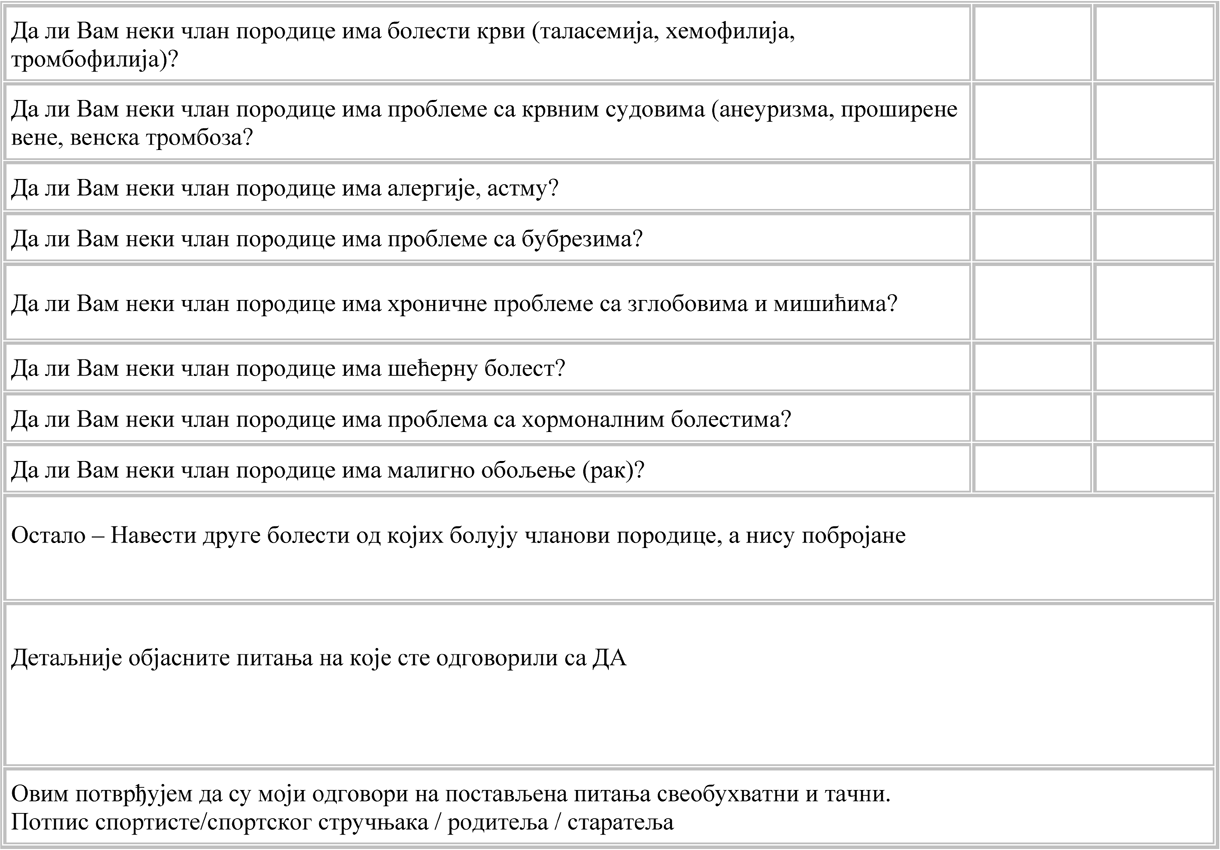 Да ли Вам неки члан породице има болести крви (таласемија, хемофилија,
тромбофилија)?
Да ли Вам неки члан породице има проблеме са крвним судовима (анеуризма, проширене
вене, венска тромбоза?
Да ли Вам неки члан породице има алергије, астму?
Да ли Вам неки члан породице има проблеме са бубрезима?
Да ли Вам неки члан породице има хроничне проблеме са зглобовима и мишићима?
Да ли Вам неки члан породице има шећерну болест?
Да ли Вам неки члан породице има проблема са хормоналним болестима?
Да ли Вам неки члан породице има малигно обољење (рак)?
Остало – Навести друге болести од којих болују чланови породице, а нису побројане
Детаљније објасните питања на које сте одговорили са ДА
Овим потврђујем да су моји одговори на постављена питања свеобухватни и тачни.
Потпис спортисте/спортског стручњака / родитеља / старатеља